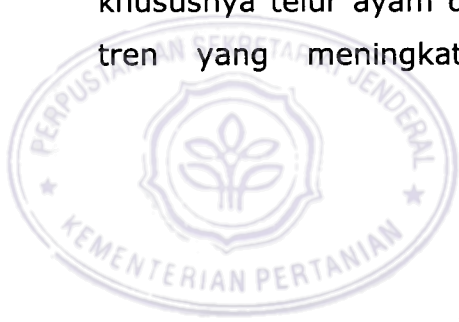 khususnya telur ayam
tren yang meningkat
PERPUSTAKAAN SEKRETARIAT JENDERAL
★ KEMENTERIAN PERTANIAN ★